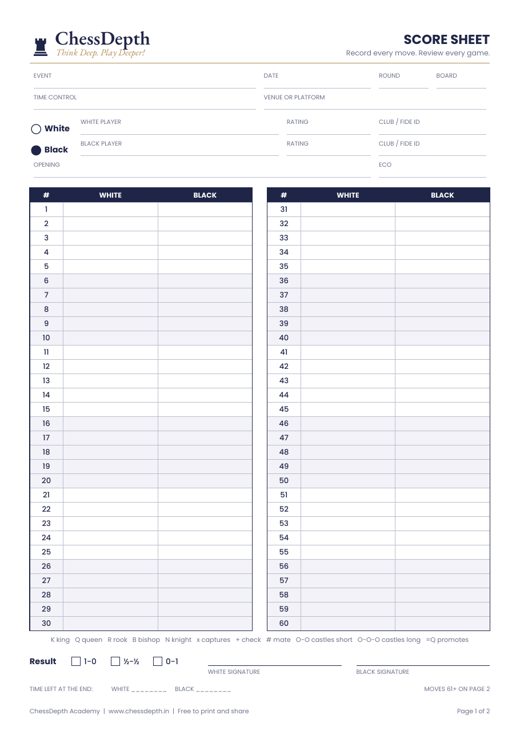 ChessDepth
Think Deep. Play Deeper!
SCORE SHEET
Record every move. Review every game.
EVENT DATE ROUND BOARD
TIME CONTROL VENUE OR PLATFORM
White WHITE PLAYER RATING CLUB / FIDE ID
Black BLACK PLAYER RATING CLUB / FIDE ID
OPENING ECO
# WHITE BLACK # WHITE BLACK
1 31
2 32
3 33
4 34
5 35
6 36
7 37
8 38
9 39
10 40
11 41
12 42
13 43
14 44
15 45
16 46
17 47
18 48
19 49
20 50
21 51
22 52
23 53
24 54
25 55
26 56
27 57
28 58
29 59
30 60
K king Q queen R rook B bishop N knight x captures + check # mate O-O castles short O-O-O castles long =Q promotes
Result 1-0 ½-½ 0-1
WHITE SIGNATURE BLACK SIGNATURE
TIME LEFT AT THE END: WHITE ________ BLACK ________ MOVES 61+ ON PAGE 2
ChessDepth Academy | www.chessdepth.in | Free to print and share Page 1 of 2